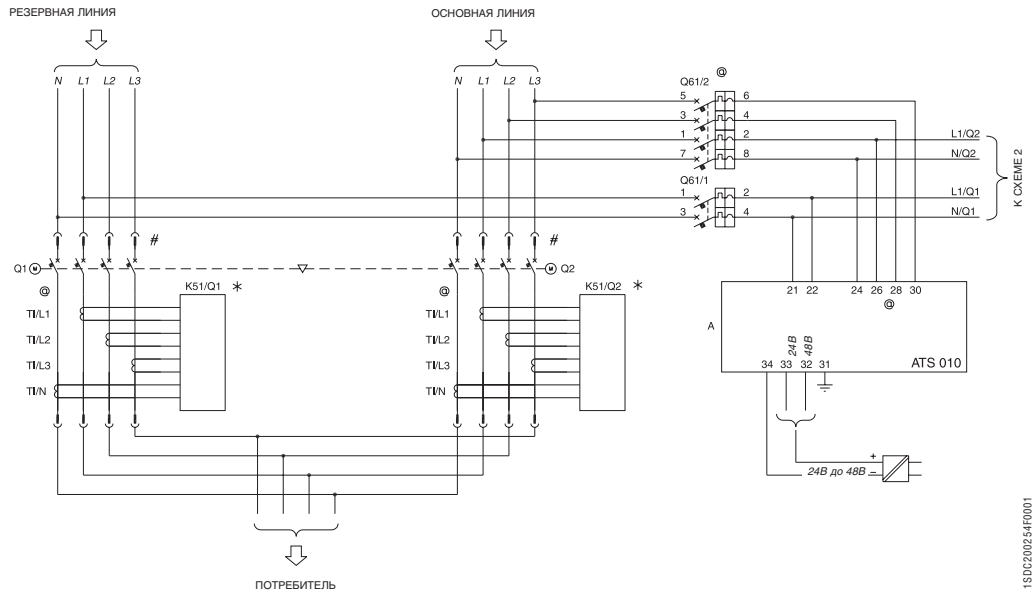 РЕЗЕРВНАЯ ЛИНИЯ
ОСНОВНАЯ ЛИНИЯ
N L1 L2 L3
N L1 L2 L3
Q61/2
@
5 6
3 4
1 2
7 8
L1/Q2
N/Q2
Q61/1
1 2
3 4
L1/Q1
N/Q1
К СХЕМЕ 2
#
#
Q1 M
M Q2
@
@
K51/Q1 *
K51/Q2 *
TI/L1
TI/L2
TI/L3
TI/N
TI/L1
TI/L2
TI/L3
TI/N
21 22 24 26 28 30
@
A
24В
48В
ATS 010
34 33 32 31
+
24В до 48В –
ПОТРЕБИТЕЛЬ
1SDC200254F0001